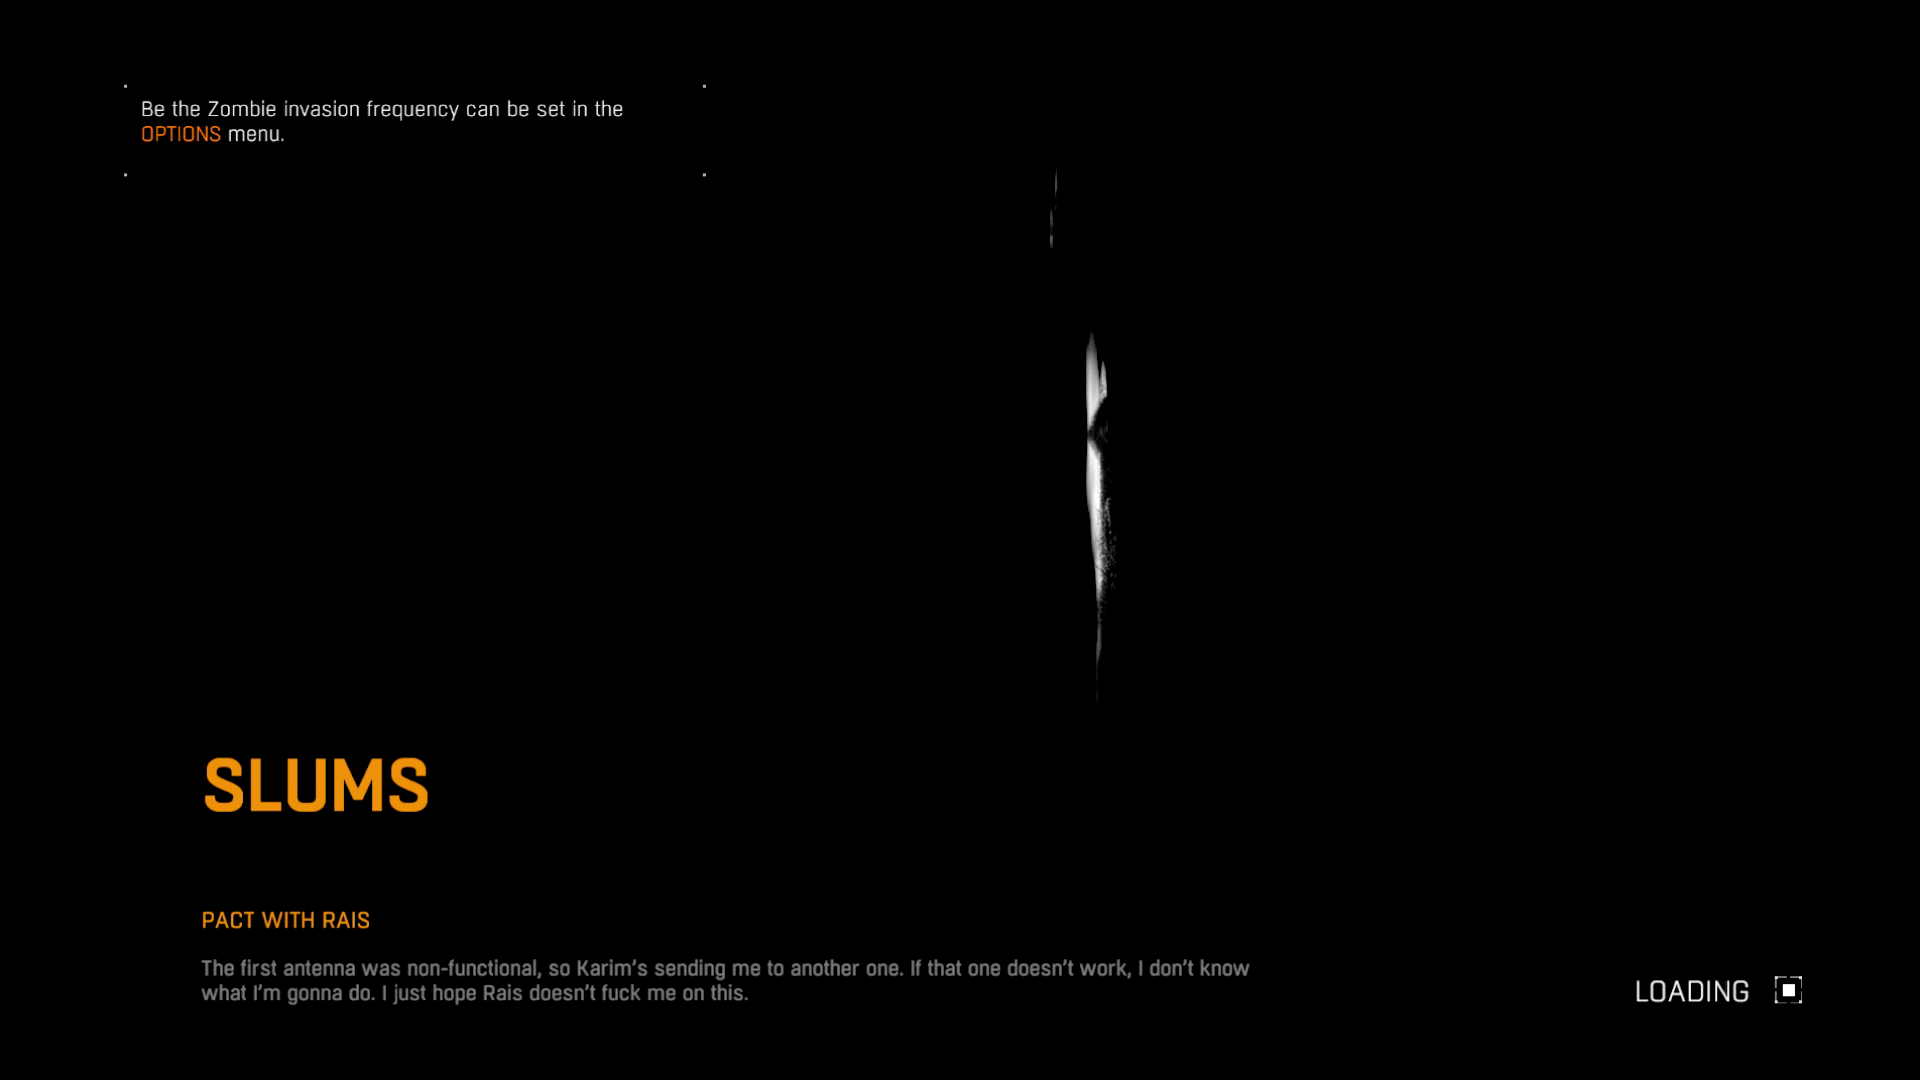 Be the Zombie invasion frequency can be set in the
OPTIONS menu.
SLUMS
PACT WITH RAIS
The first antenna was non-functional, so Karim's sending me to another one. If that one doesn't work, I don't know
what I'm gonna do. I just hope Rais doesn't fuck me on this.
LOADING